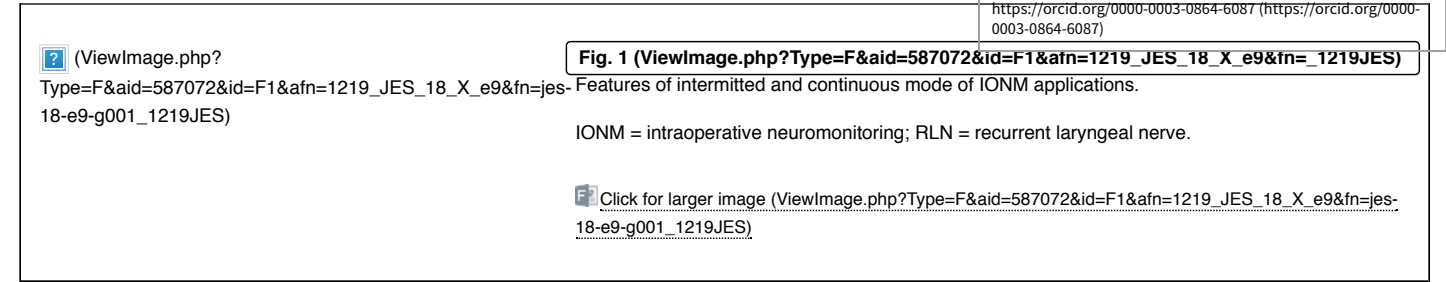 https://orcid.org/0000-0003-0864-6087 (https://orcid.org/0000-
0003-0864-6087)
(ViewImage.php?
Type=F&aid=587072&id=F1&afn=1219_JES_18_X_e9&fn=jes-
18-e9-g001_1219JES)
Fig. 1 (ViewImage.php?Type=F&aid=587072&id=F1&afn=1219_JES_18_X_e9&fn=_1219JES)
Features of intermitted and continuous mode of IONM applications.
IONM = intraoperative neuromonitoring; RLN = recurrent laryngeal nerve.
Click for larger image (ViewImage.php?Type=F&aid=587072&id=F1&afn=1219_JES_18_X_e9&fn=jes-
18-e9-g001_1219JES)